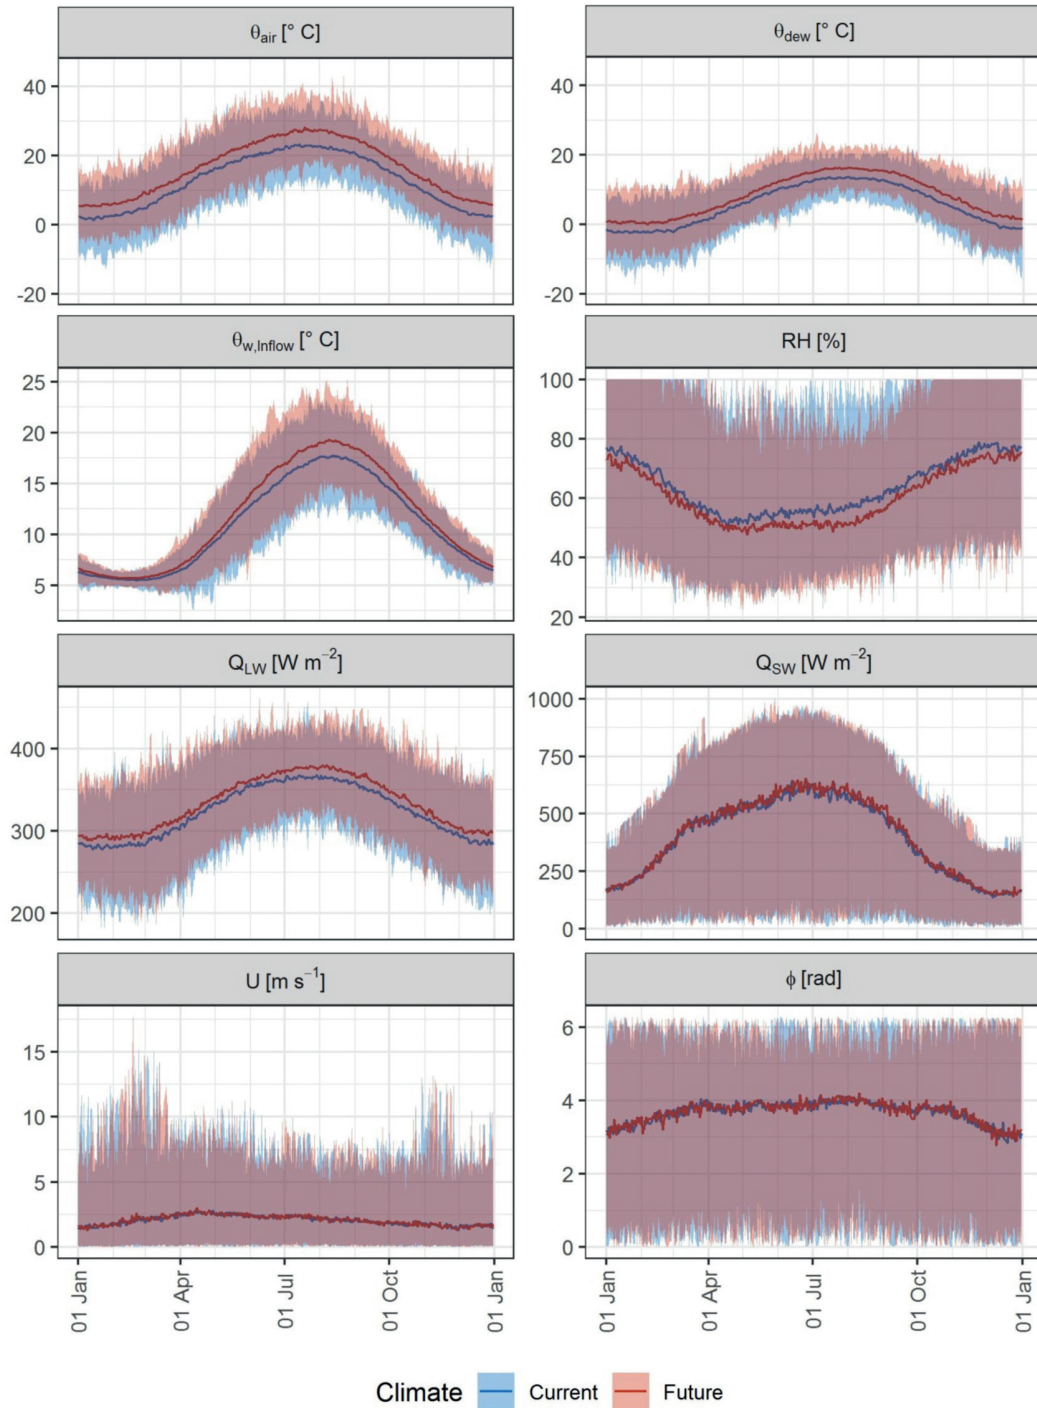 θair [° C]
θdew [° C]
40
20
0
-20
40
20
0
-20
θw,Inflow [° C]
RH [%]
25
20
15
10
5
100
80
60
40
20
QLW [W m−2]
QSW [W m−2]
400
300
200
1000
750
500
250
0
U [m s−1]
ϕ [rad]
15
10
5
0
6
4
2
0
01 Jan
01 Apr
01 Jul
01 Oct
01 Jan
01 Jan
01 Apr
01 Jul
01 Oct
01 Jan
Climate Current Future